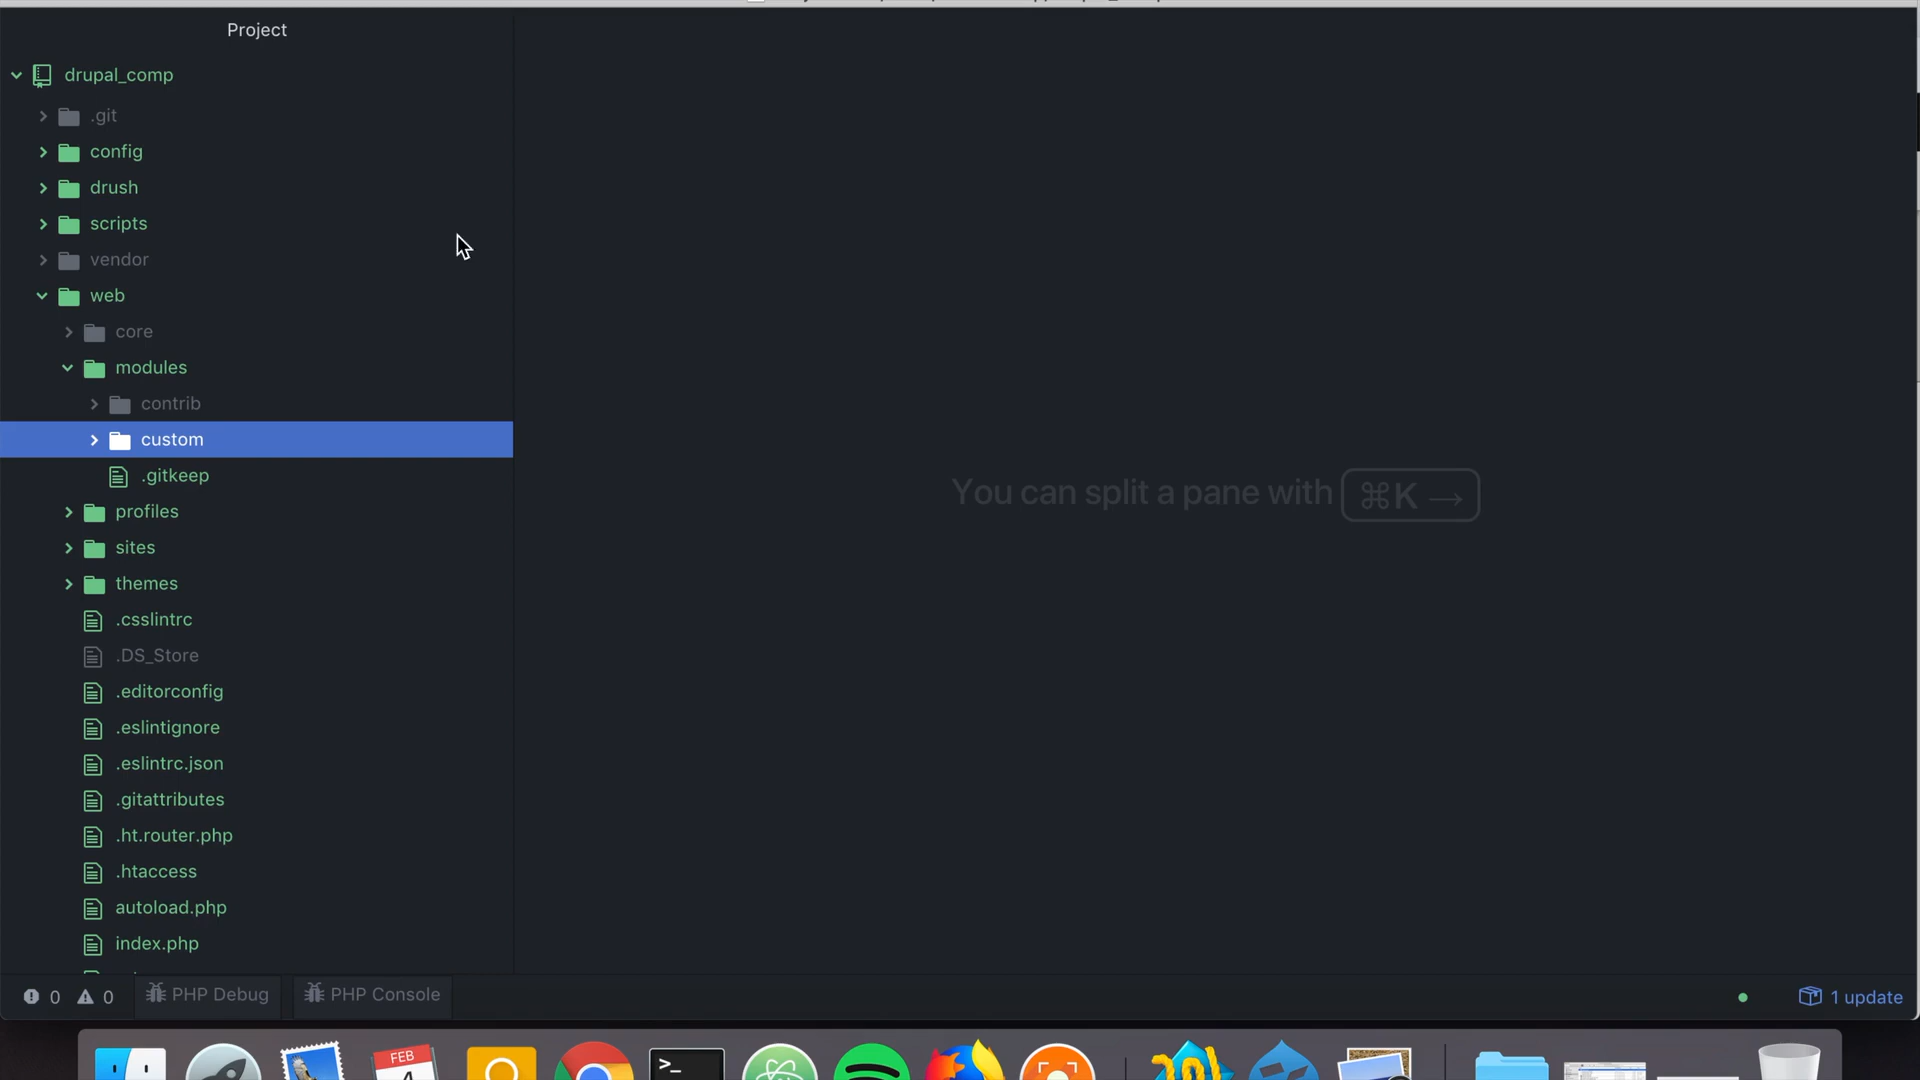 Project
drupal_comp
.git
config
drush
scripts
vendor
web
core
modules
contrib
custom
.gitkeep
profiles
sites
themes
.csslintrc
.DS_Store
.editorconfig
.eslintignore
.eslintrc.json
.gitattributes
.ht.router.php
.htaccess
autoload.php
index.php
You can split a pane with ⌘K →
0 0 PHP Debug PHP Console 1 update
FEB
4
>_